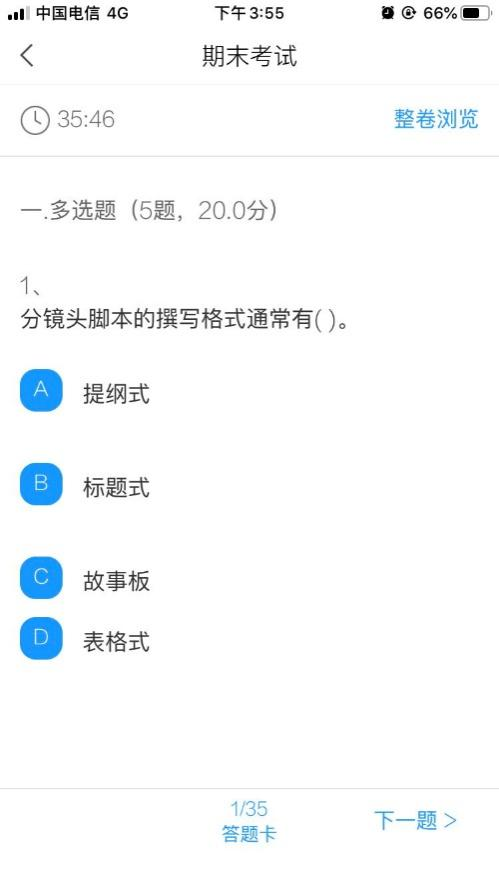 中国电信 4G 下午3:55 66%
期末考试
35:46 整卷浏览
一.多选题（5题，20.0分）
1、
分镜头脚本的撰写格式通常有( )。
A 提纲式
B 标题式
C 故事板
D 表格式
1/35
答题卡 下一题 >